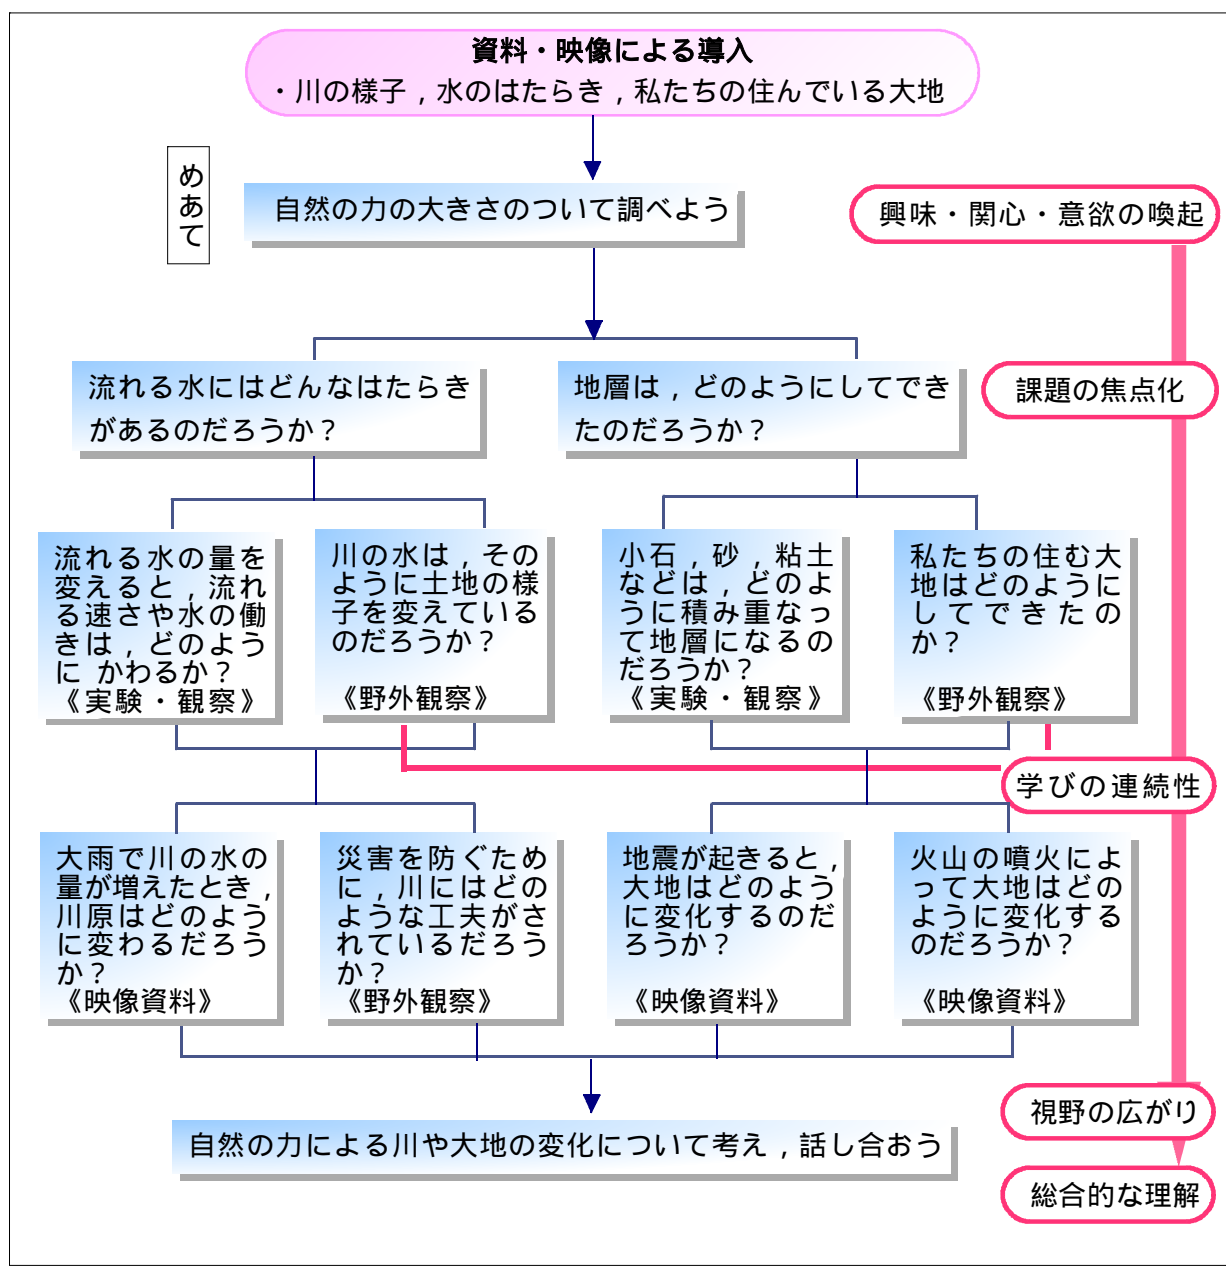 資料・映像による導入
・川の様子，水のはたらき，私たちの住んでいる大地
めあて
自然の力の大きさのついて調べよう
興味・関心・意欲の喚起
流れる水にはどんなはたらき
があるのだろうか？
地層は，どのようにしてでき
たのだろうか？
課題の焦点化
流れる水の量を
変えると，流れ
る速さや水の働
きは，どのよう
に かわるか？
《実験・観察》
川の水は，その
ように土地の様
子を変えている
のだろうか？
《野外観察》
小石，砂，粘土
などは，どのよ
うに積み重なっ
て地層になるの
だろうか？
《実験・観察》
私たちの住む大
地はどのように
してできたの
か？
《野外観察》
学びの連続性
大雨で川の水の
量が増えたとき，
川原はどのよう
に変わるだろう
か？
《映像資料》
災害を防ぐため
に，川にはどの
ような工夫がさ
れているだろう
か？
《野外観察》
地震が起きると，
大地はどのよう
に変化するのだ
ろうか？
《映像資料》
火山の噴火によ
って大地はどの
ように変化する
のだろうか？
《映像資料》
視野の広がり
自然の力による川や大地の変化について考え，話し合おう
総合的な理解